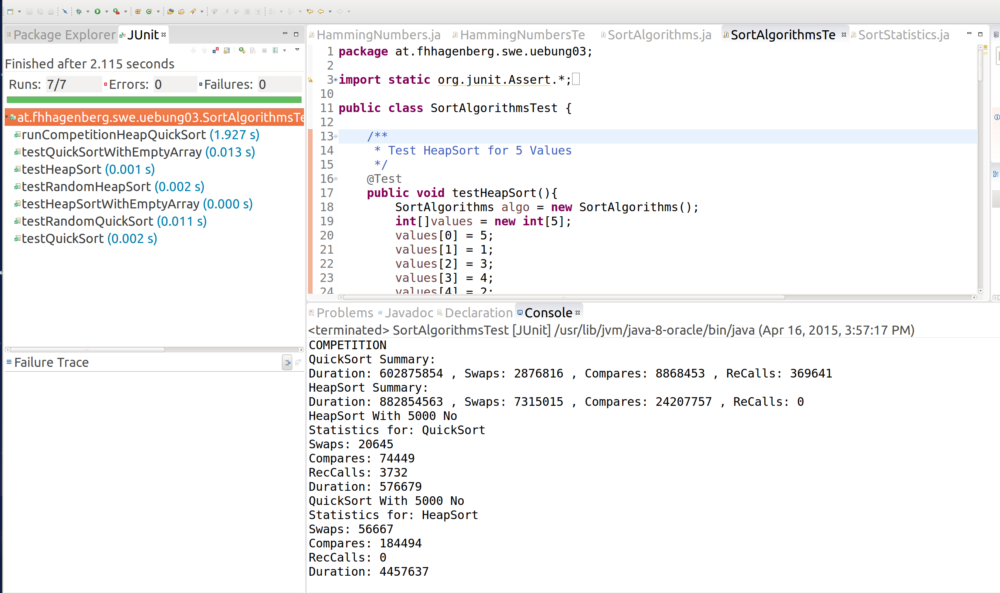 Package Explorer JUnit
Finished after 2.115 seconds
Runs: 7/7 Errors: 0 Failures: 0
at.fhhagenberg.swe.uebung03.SortAlgorithmsTe
runCompetitionHeapQuickSort (1.927 s)
testQuickSortWithEmptyArray (0.013 s)
testHeapSort (0.001 s)
testRandomHeapSort (0.002 s)
testHeapSortWithEmptyArray (0.000 s)
testRandomQuickSort (0.011 s)
testQuickSort (0.002 s)
Failure Trace
HammingNumbers.ja HammingNumbersTe SortAlgorithms.ja SortAlgorithmsTe SortStatistics.ja
1 package at.fhhagenberg.swe.uebung03;
2
3 import static org.junit.Assert.*;
10
11 public class SortAlgorithmsTest {
12
13 /**
14 * Test HeapSort for 5 Values
15 */
16 @Test
17 public void testHeapSort(){
18 SortAlgorithms algo = new SortAlgorithms();
19 int[]values = new int[5];
20 values[0] = 5;
21 values[1] = 1;
22 values[2] = 3;
23 values[3] = 4;
24 values[4] = 2;
Problems Javadoc Declaration Console
<terminated> SortAlgorithmsTest [JUnit] /usr/lib/jvm/java-8-oracle/bin/java (Apr 16, 2015, 3:57:17 PM)
COMPETITION
QuickSort Summary:
Duration: 602875854 , Swaps: 2876816 , Compares: 8868453 , ReCalls: 369641
HeapSort Summary:
Duration: 882854563 , Swaps: 7315015 , Compares: 24207757 , ReCalls: 0
HeapSort With 5000 No
Statistics for: QuickSort
Swaps: 20645
Compares: 74449
RecCalls: 3732
Duration: 576679
QuickSort With 5000 No
Statistics for: HeapSort
Swaps: 56667
Compares: 184494
RecCalls: 0
Duration: 4457637